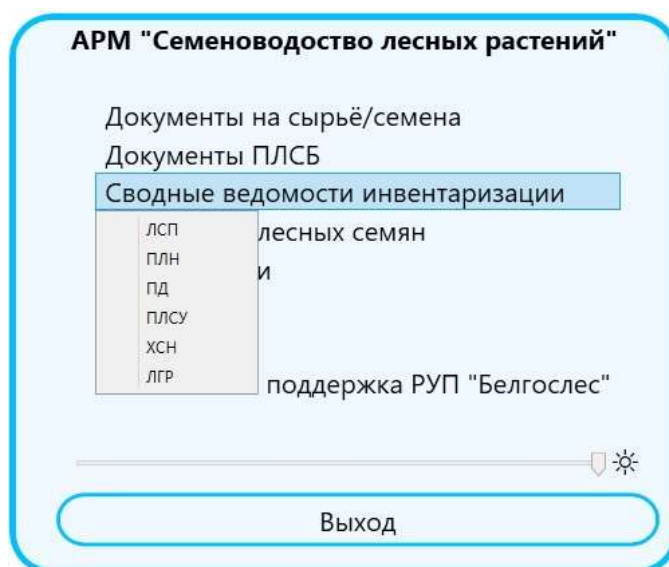 АРМ "Семеноводоство лесных растений"
Документы на сырьё/семена
Документы ПЛСБ
Сводные ведомости инвентаризации
лесных семян
и
ЛСП
ПЛН
ПД
ПЛСУ
ХСН
ЛГР
поддержка РУП "Белгослес"
Выход